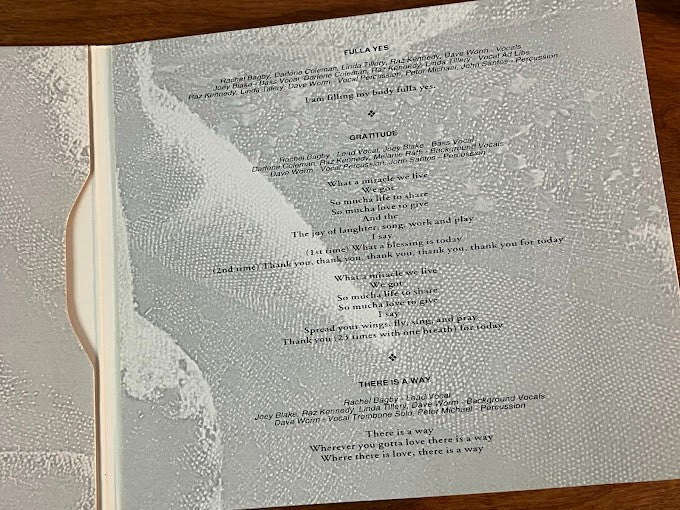 FULLA YES
Rachel Bagby, Darlene Coleman, Linda Tillery, Raz Kennedy, Dave Worm - Vocals
Joey Blake - Bass Vocal, Darlene Coleman, Raz Kennedy, Linda Tillery - Vocal Ad Libs
Raz Kennedy, Linda Tillery, Dave Worm - Vocal Percussion, Peter Michael, John Santos - Percussion
I am filling my body fulla yes.
GRATITUDE
Rachel Bagby - Lead Vocal, Joey Blake - Bass Vocal
Darlene Coleman, Raz Kennedy, Melanie Rath - Background Vocals
Dave Worm - Vocal Percussion, John Santos - Percussion
What a miracle we live
We got
So mucha life to share
So mucha love to give
And the
The joy of laughter, song, work and play
I say
(1st time) What a blessing is today
(2nd time) Thank you, thank you, thank you, thank you, thank you for today
What a miracle we live
We got
So mucha life to share
So mucha love to give
I say
Spread your wings, fly, sing, and pray
Thank you (23 times with one breath) for today
THERE IS A WAY
Rachel Bagby - Lead Vocal
Joey Blake, Raz Kennedy, Linda Tillery, Dave Worm - Background Vocals
Dave Worm - Vocal Trombone Solo, Peter Michael - Percussion
There is a way
Wherever you gotta love there is a way
Where there is love, there is a way